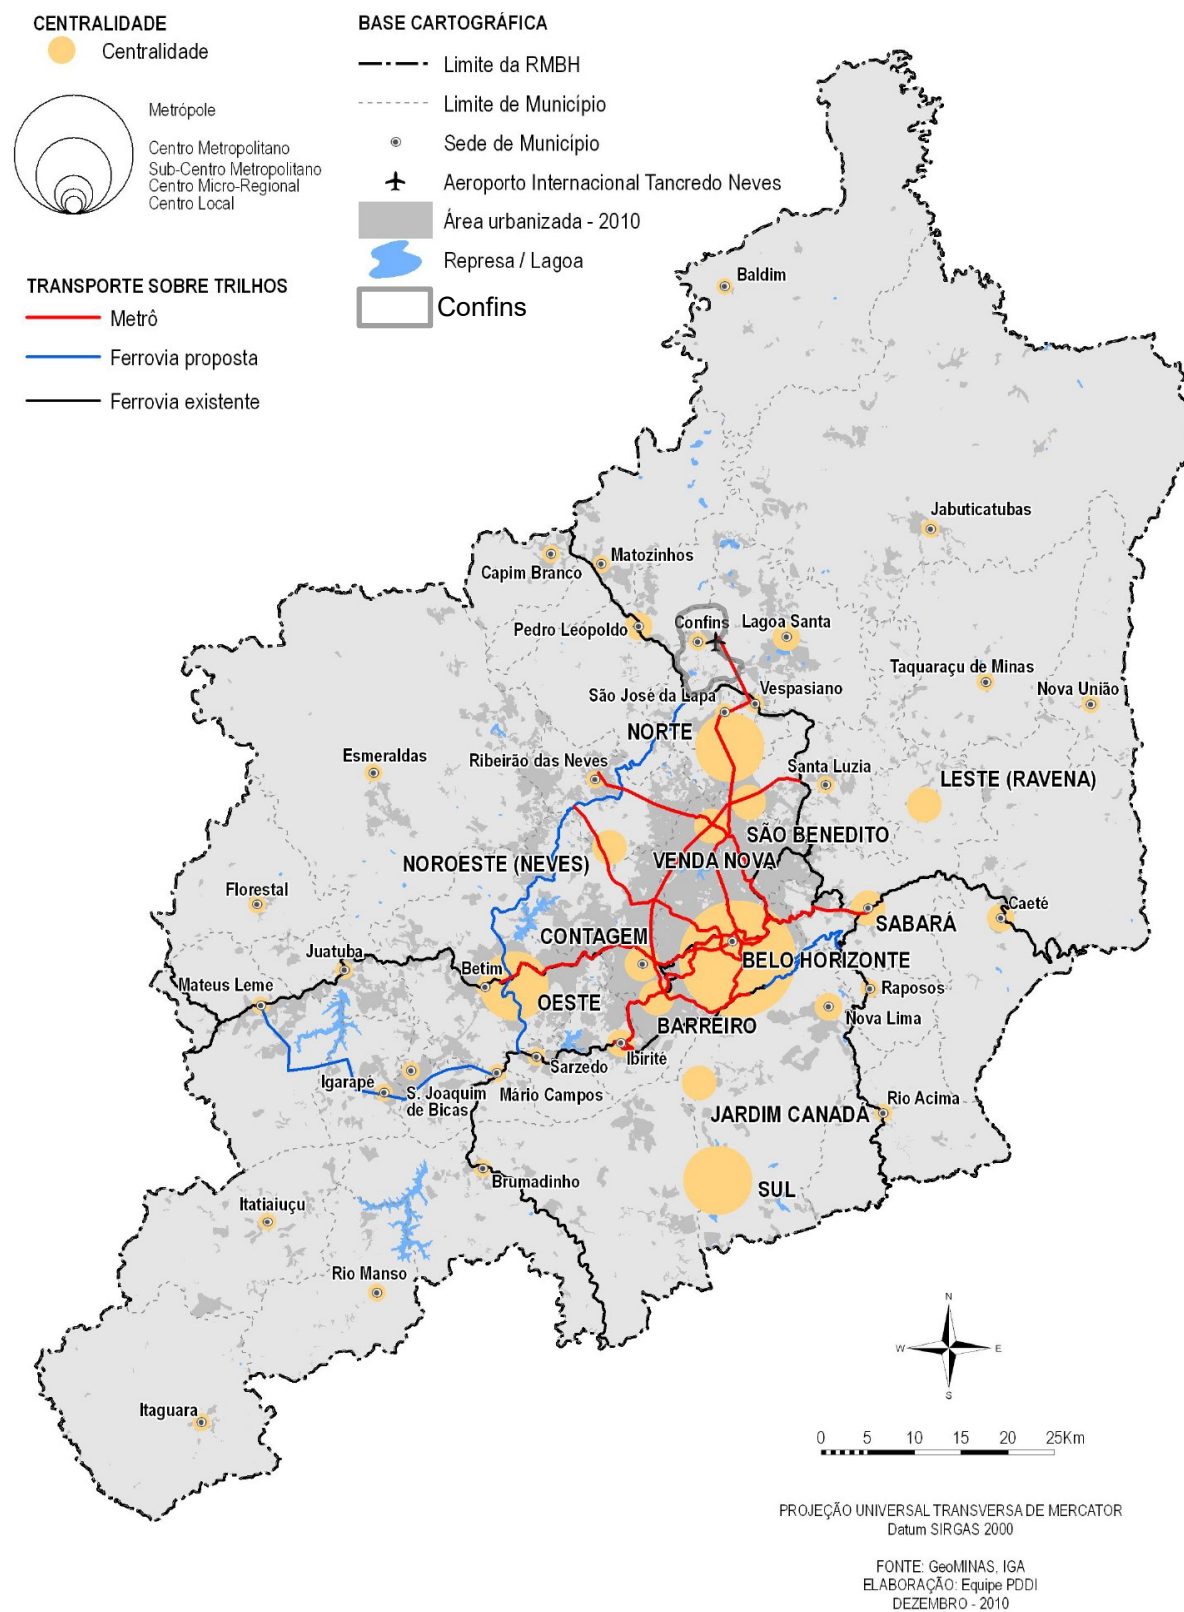 CENTRALIDADE
Centralidade
Metrópole
Centro Metropolitano
Sub-Centro Metropolitano
Centro Micro-Regional
Centro Local
TRANSPORTE SOBRE TRILHOS
Metrô
Ferrovia proposta
Ferrovia existente
BASE CARTOGRÁFICA
Limite da RMBH
Limite de Município
Sede de Município
Aeroporto Internacional Tancredo Neves
Área urbanizada - 2010
Represa / Lagoa
Confins
Baldim
Jabuticatubas
Matozinhos
Capim Branco
Confins
Lagoa Santa
Pedro Leopoldo
Taquaraçu de Minas
Nova União
São José da Lapa
Vespasiano
NORTE
Esmeraldas
Ribeirão das Neves
Santa Luzia
LESTE (RAVENA)
SÃO BENEDITO
NOROESTE (NEVES)
VENDA NOVA
Florestal
Caeté
SABARÁ
CONTAGEM
Juatuba
BELO HORIZONTE
Betim
Mateus Leme
Raposos
OESTE
Nova Lima
BARREIRO
Ibirité
Sarzedo
Igarapé
S. Joaquim
de Bicas
Mário Campos
Rio Acima
JARDIM CANADÁ
Brumadinho
SUL
Itatiaiuçu
Rio Manso
Itaguara
N
W
E
S
0 5 10 15 20 25Km
PROJEÇÃO UNIVERSAL TRANSVERSA DE MERCATOR
Datum SIRGAS 2000
FONTE: GeoMINAS, IGA
ELABORAÇÃO: Equipe PDDI
DEZEMBRO - 2010